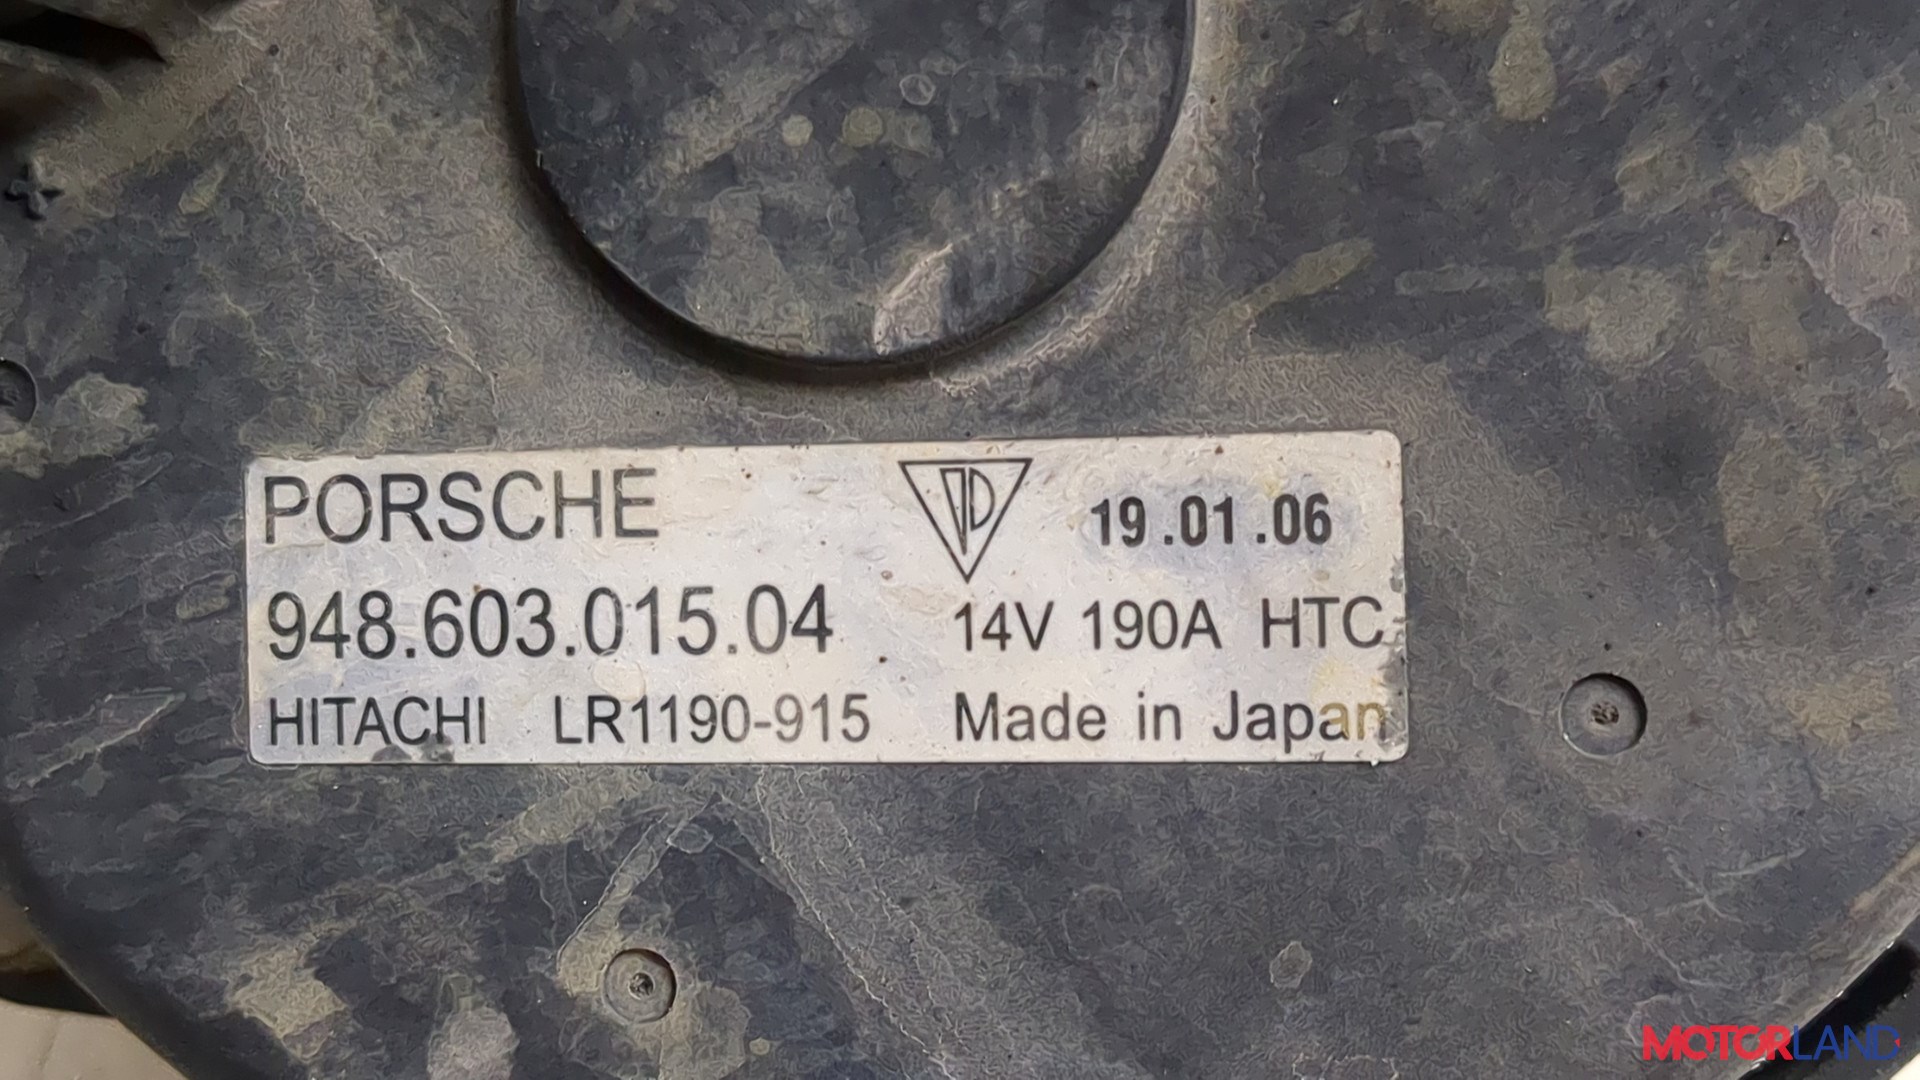 PORSCHE 19.01.06
948.603.015.04 14V 190A HTC
HITACHI LR1190-915 Made in Japan
MOTORLAND